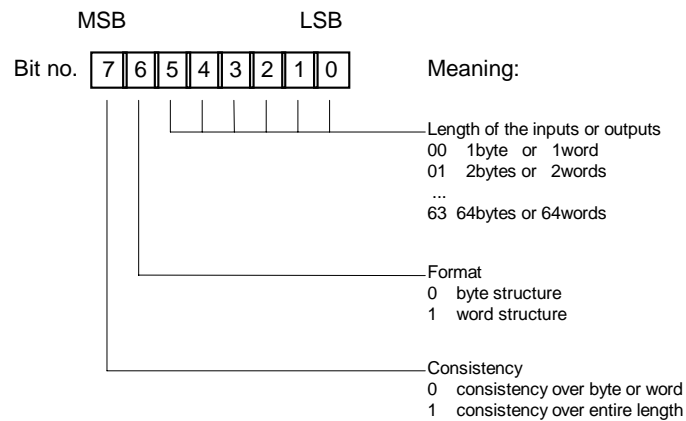 MSB LSB
Bit no. 7 6 5 4 3 2 1 0 Meaning:
Length of the inputs or outputs
00 1byte or 1word
01 2bytes or 2words
...
63 64bytes or 64words
Format
0 byte structure
1 word structure
Consistency
0 consistency over byte or word
1 consistency over entire length